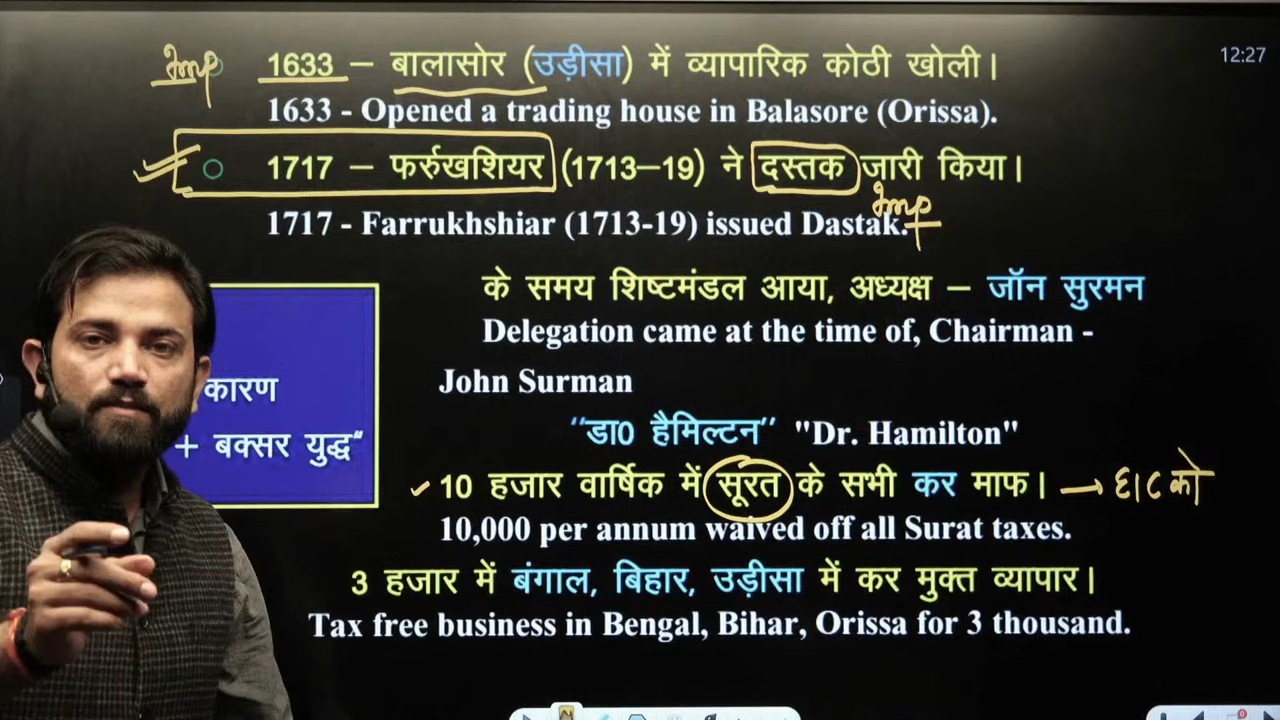 12:27
Imp 1633 – बालासोर (उड़ीसा) में व्यापारिक कोठी खोली।
1633 - Opened a trading house in Balasore (Orissa).
1717 – फर्रुखशियर (1713–19) ने दस्तक जारी किया।
Imp
1717 - Farrukhshiar (1713-19) issued Dastak.
के समय शिष्टमंडल आया, अध्यक्ष – जॉन सुरमन
Delegation came at the time of, Chairman -
John Surman
कारण
+ बक्सर युद्ध"
"डा0 हैमिल्टन" "Dr. Hamilton"
10 हजार वार्षिक में सूरत के सभी कर माफ। → EIC को
10,000 per annum waived off all Surat taxes.
3 हजार में बंगाल, बिहार, उड़ीसा में कर मुक्त व्यापार।
Tax free business in Bengal, Bihar, Orissa for 3 thousand.